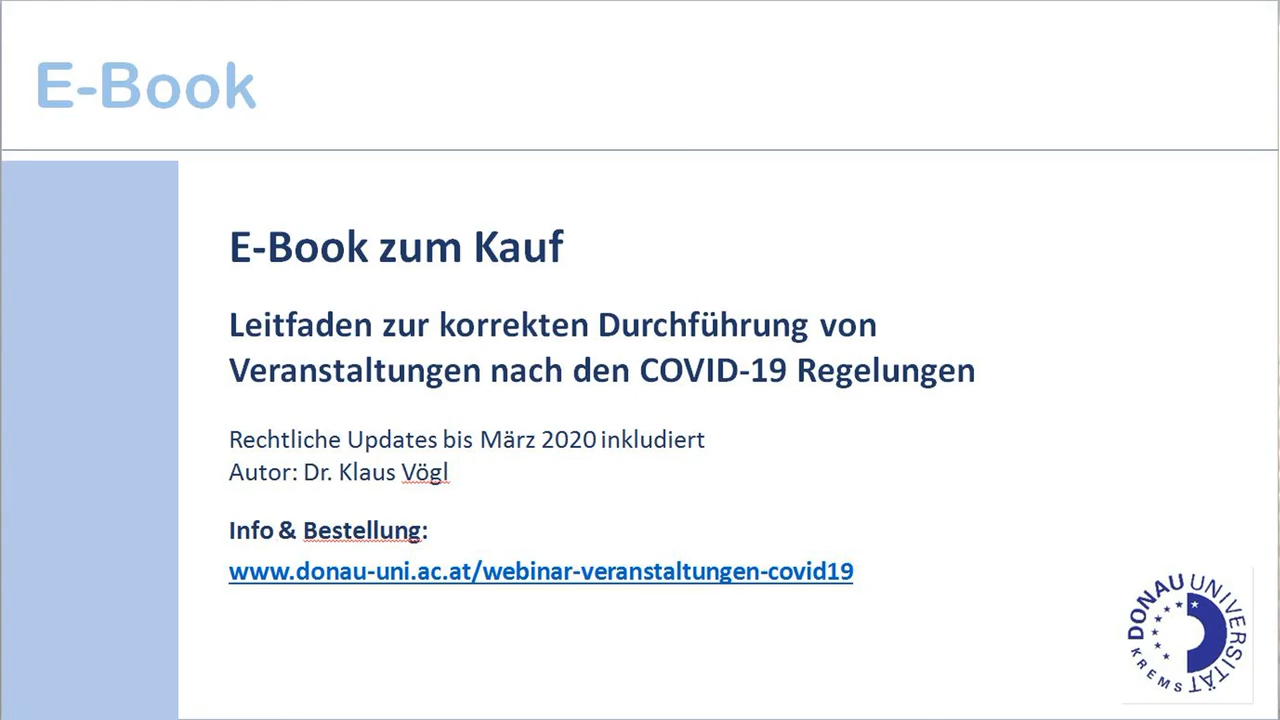 E-Book
E-Book zum Kauf
Leitfaden zur korrekten Durchführung von
Veranstaltungen nach den COVID-19 Regelungen
Rechtliche Updates bis März 2020 inkludiert
Autor: Dr. Klaus Vögl
Info & Bestellung:
www.donau-uni.ac.at/webinar-veranstaltungen-covid19
DONAU UNIVERSITÄT
KREMS